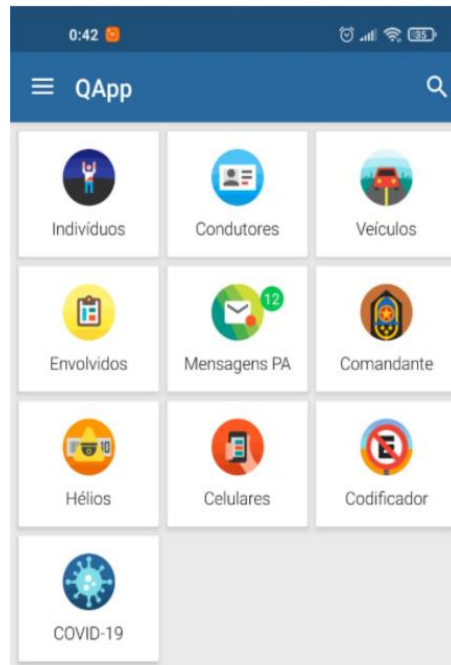 0:42
35
QApp
Indivíduos
Condutores
Veículos
12
Envolvidos
Mensagens PA
Comandante
10
Hélios
Celulares
E
Codificador
COVID-19